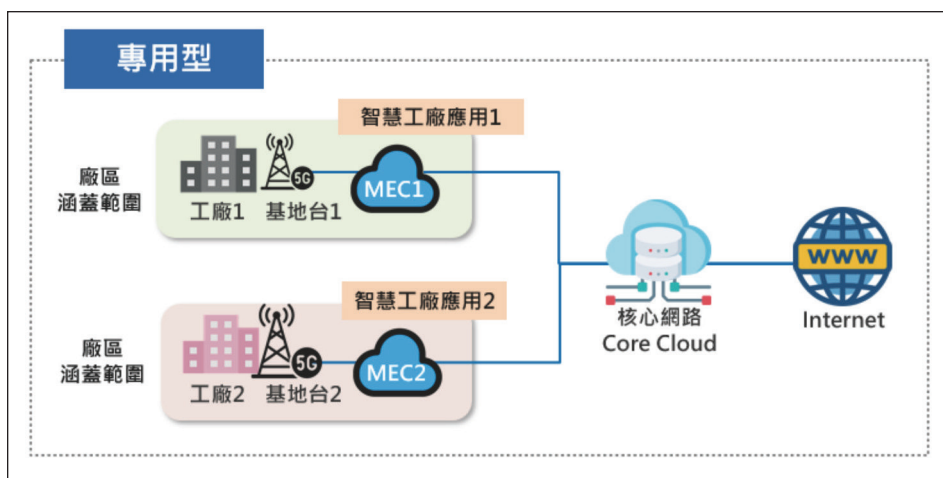 專用型
智慧工廠應用1
廠區
涵蓋範圍
5G
MEC1
工廠1
基地台1
智慧工廠應用2
廠區
涵蓋範圍
5G
MEC2
工廠2
基地台2
核心網路
Core Cloud
WWW
Internet